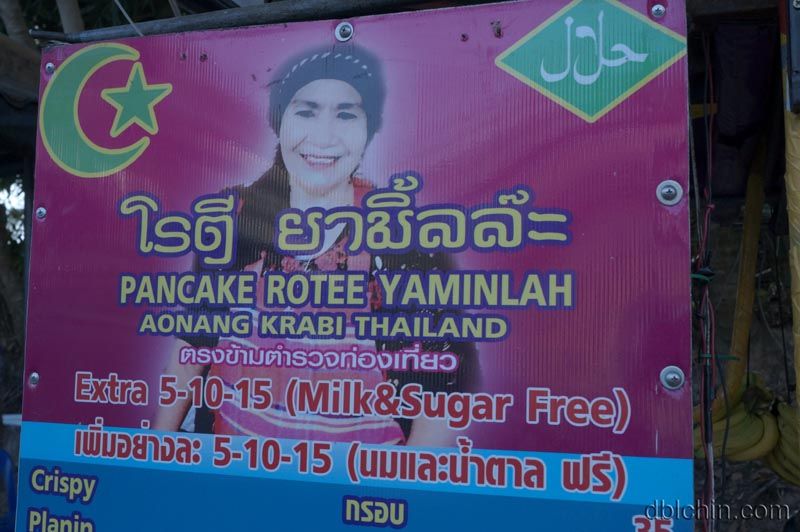 حلال
โรตี ยามิ้ลล๊ะ
PANCAKE ROTEE YAMINLAH
AONANG KRABI THAILAND
ตรงข้ามตำรวจท่องเที่ยว
Extra 5-10-15 (Milk&Sugar Free)
เพิ่มอย่างละ 5-10-15 (นมและน้ำตาล ฟรี)
Crispy กรอบ
Planin 35
dblchin.com